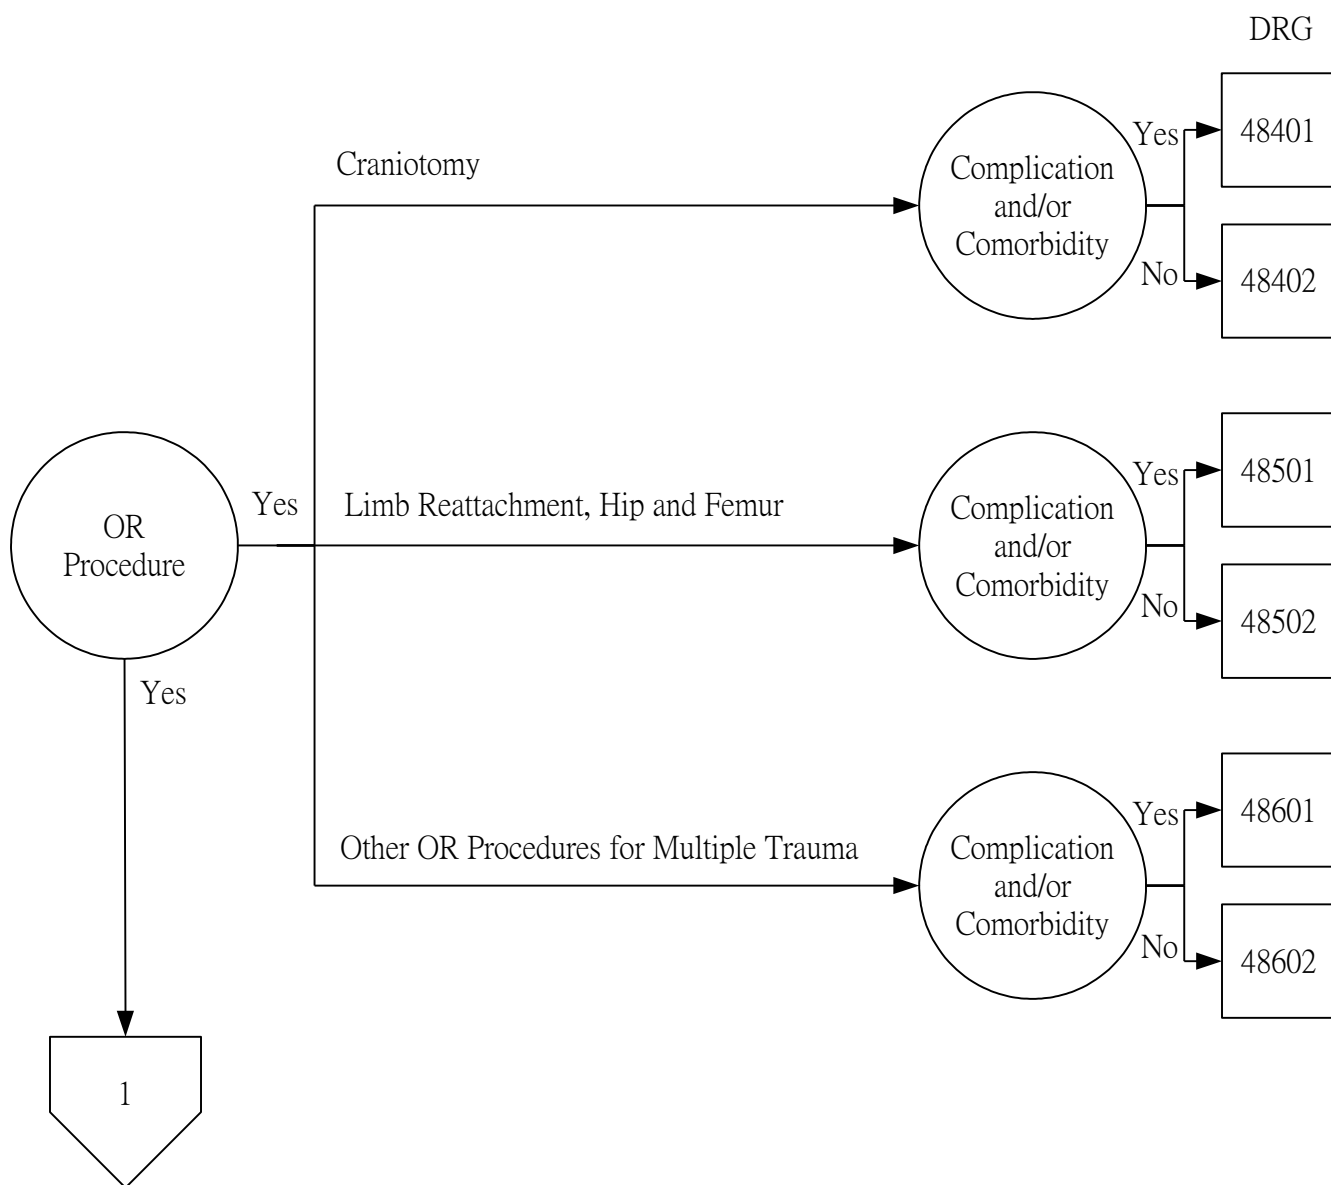 DRG
Craniotomy
Complication
and/or
Comorbidity
Yes
48401
No
48402
OR
Procedure
Yes
Limb Reattachment, Hip and Femur
Complication
and/or
Comorbidity
Yes
48501
No
48502
Yes
Other OR Procedures for Multiple Trauma
Complication
and/or
Comorbidity
Yes
48601
No
48602
1